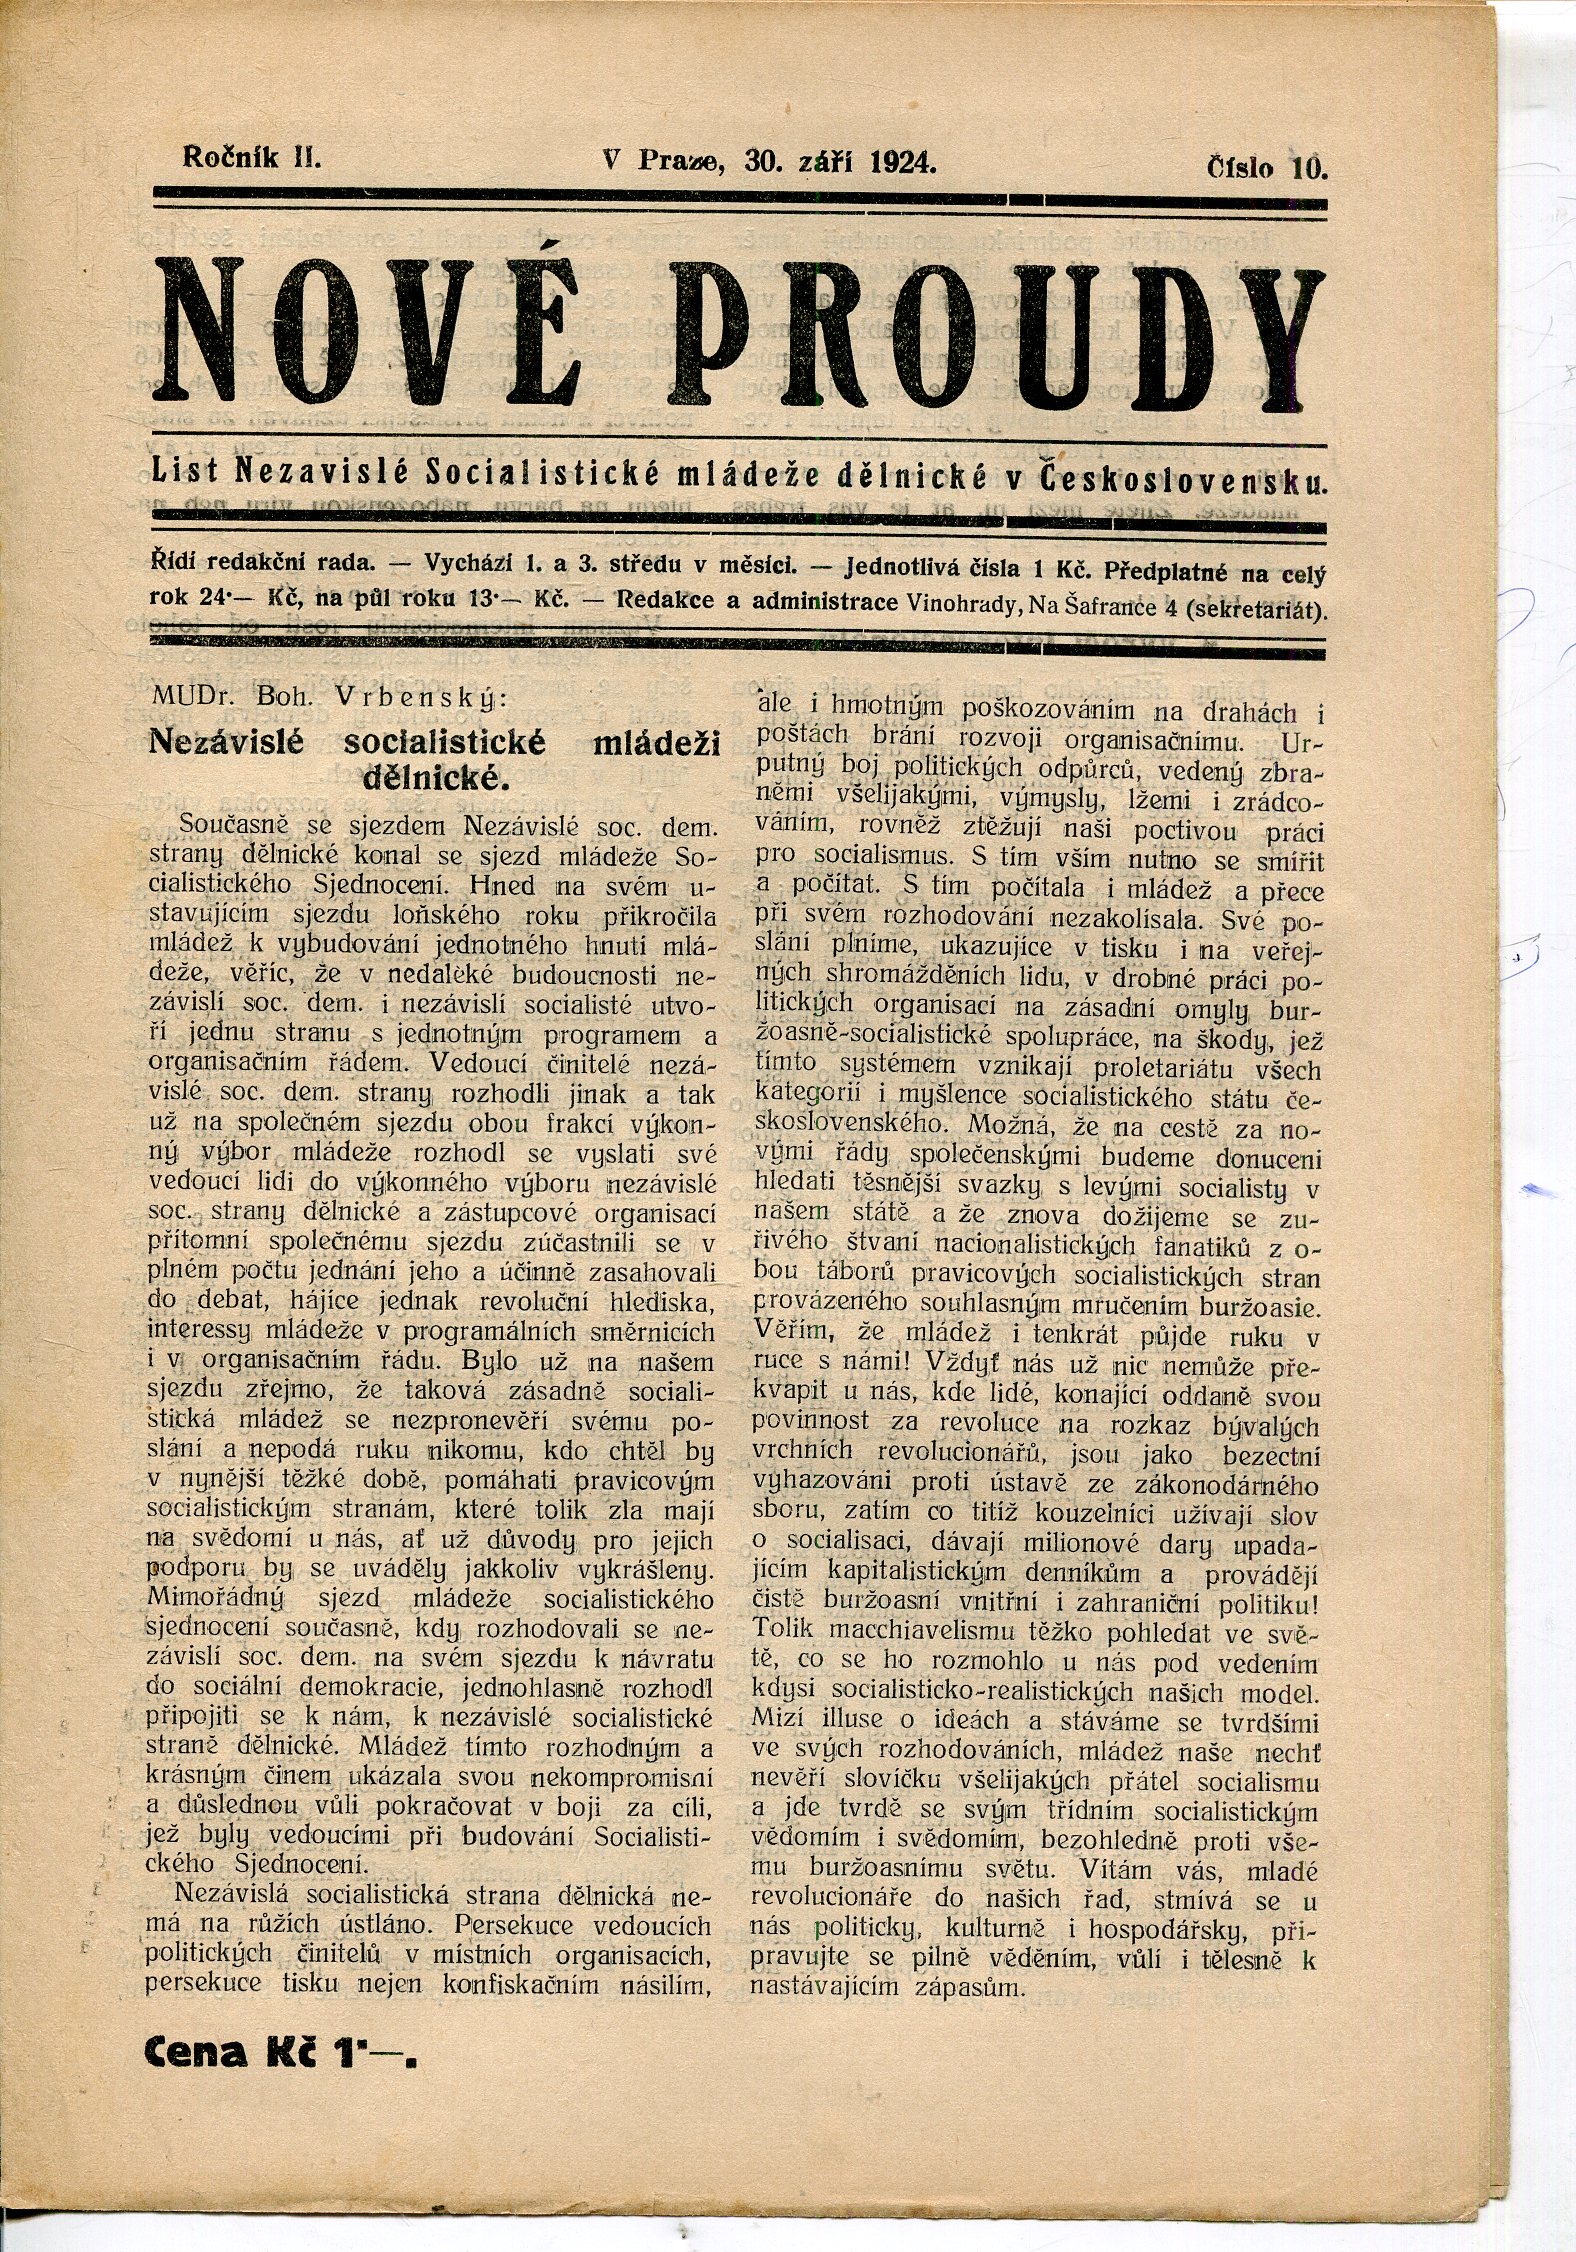 Ročník II.
V Praze, 30. září 1924.
Číslo 10.
NOVÉ PROUDY
List Nezavislé Socialistické mládeže dělnické v Československu.
Řídí redakční rada. — Vychází 1. a 3. středu v měsíci. — Jednotlivá čísla 1 Kč. Předplatné na celý
rok 24·— Kč, na půl roku 13·— Kč. — Redakce a administrace Vinohrady, Na Šafrance 4 (sekretariát).
MUDr. Boh. Vrbenský:
Nezávislé socialistické mládeži
dělnické.
Současně se sjezdem Nezávislé soc. dem.
strany dělnické konal se sjezd mládeže So-
cialistického Sjednocení. Hned na svém u-
stavujícím sjezdu loňského roku přikročila
mládež k vybudování jednotného hnutí mlá-
deže, věříc, že v nedaleké budoucnosti ne-
závislí soc. dem. i nezávislí socialisté utvo-
ří jednu stranu s jednotným programem a
organisačním řádem. Vedoucí činitelé nezá-
vislé soc. dem. strany rozhodli jinak a tak
už na společném sjezdu obou frakcí výkon-
ný výbor mládeže rozhodl se vyslati své
vedoucí lidi do výkonného výboru nezávislé
soc. strany dělnické a zástupcové organisací
přítomní společnému sjezdu zúčastnili se v
plném počtu jednání jeho a účinně zasahovali
do debat, hájíce jednak revoluční hlediska,
interessy mládeže v programálních směrnicích
i v organisačním řádu. Bylo už na našem
sjezdu zřejmo, že taková zásadně sociali-
stická mládež se nezpronevěří svému po-
slání a nepodá ruku nikomu, kdo chtěl by
v nynější těžké době, pomáhati pravicovým
socialistickým stranám, které tolik zla mají
na svědomí u nás, ať už důvody pro jejich
podporu by se uváděly jakkoliv vykrášleny.
Mimořádný sjezd mládeže socialistického
sjednocení současně, kdy rozhodovali se ne-
závislí soc. dem. na svém sjezdu k návratu
do sociální demokracie, jednohlasně rozhodl
připojiti se k nám, k nezávislé socialistické
straně dělnické. Mládež tímto rozhodným a
krásným činem ukázala svou nekompromisní
a důslednou vůli pokračovat v boji za cíli,
jež byly vedoucími při budování Socialisti-
ckého Sjednocení.
Nezávislá socialistická strana dělnická ne-
má na růžích ústláno. Persekuce vedoucích
politických činitelů v místních organisacích,
persekuce tisku nejen konfiskačním násilím,
ale i hmotným poškozováním na drahách i
poštách brání rozvoji organisačnímu. Ur-
putný boj politických odpůrců, vedený zbra-
němi všelijakými, výmysly, lžemi i zrádco-
váním, rovněž ztěžují naši poctivou práci
pro socialismus. S tím vším nutno se smířit
a počítat. S tím počítala i mládež a přece
při svém rozhodování nezakolísala. Své po-
slání plníme, ukazujíce v tisku i na veřej-
ných shromážděních lidu, v drobné práci po-
litických organisací na zásadní omyly bur-
žoasně-socialistické spolupráce, na škody, jež
tímto systémem vznikají proletariátu všech
kategorií i myšlence socialistického státu če-
skoslovenského. Možná, že na cestě za no-
vými řády společenskými budeme donuceni
hledati těsnější svazky s levými socialisty v
našem státě a že znova dožijeme se zu-
řivého štvaní nacionalistických fanatiků z o-
bou táborů pravicových socialistických stran
provázeného souhlasným mručením buržoasie.
Věřím, že mládež i tenkrát půjde ruku v
ruce s námi! Vždyť nás už nic nemůže pře-
kvapit u nás, kde lidé, konající oddaně svou
povinnost za revoluce na rozkaz bývalých
vrchních revolucionářů, jsou jako bezectní
vyhazováni proti ústavě ze zákonodárného
sboru, zatím co titíž kouzelníci užívají slov
o socialisaci, dávají milionové dary upada-
jícím kapitalistickým denníkům a provádějí
čistě buržoasní vnitřní i zahraniční politiku!
Tolik macchiavelismu těžko pohledat ve svě-
tě, co se ho rozmohlo u nás pod vedením
kdysi socialisticko-realistických našich model.
Mizí illuse o ideách a stáváme se tvrdšími
ve svých rozhodováních, mládež naše nechť
nevěří slovíčku všelijakých přátel socialismu
a jde tvrdě se svým třídním socialistickým
vědomím i svědomím, bezohledně proti vše-
mu buržoasnímu světu. Vítám vás, mladé
revolucionáře do našich řad, stmívá se u
nás politicky, kulturně i hospodářsky, při-
pravujte se pilně věděním, vůlí i tělesně k
nastávajícím zápasům.
Cena Kč 1·—.